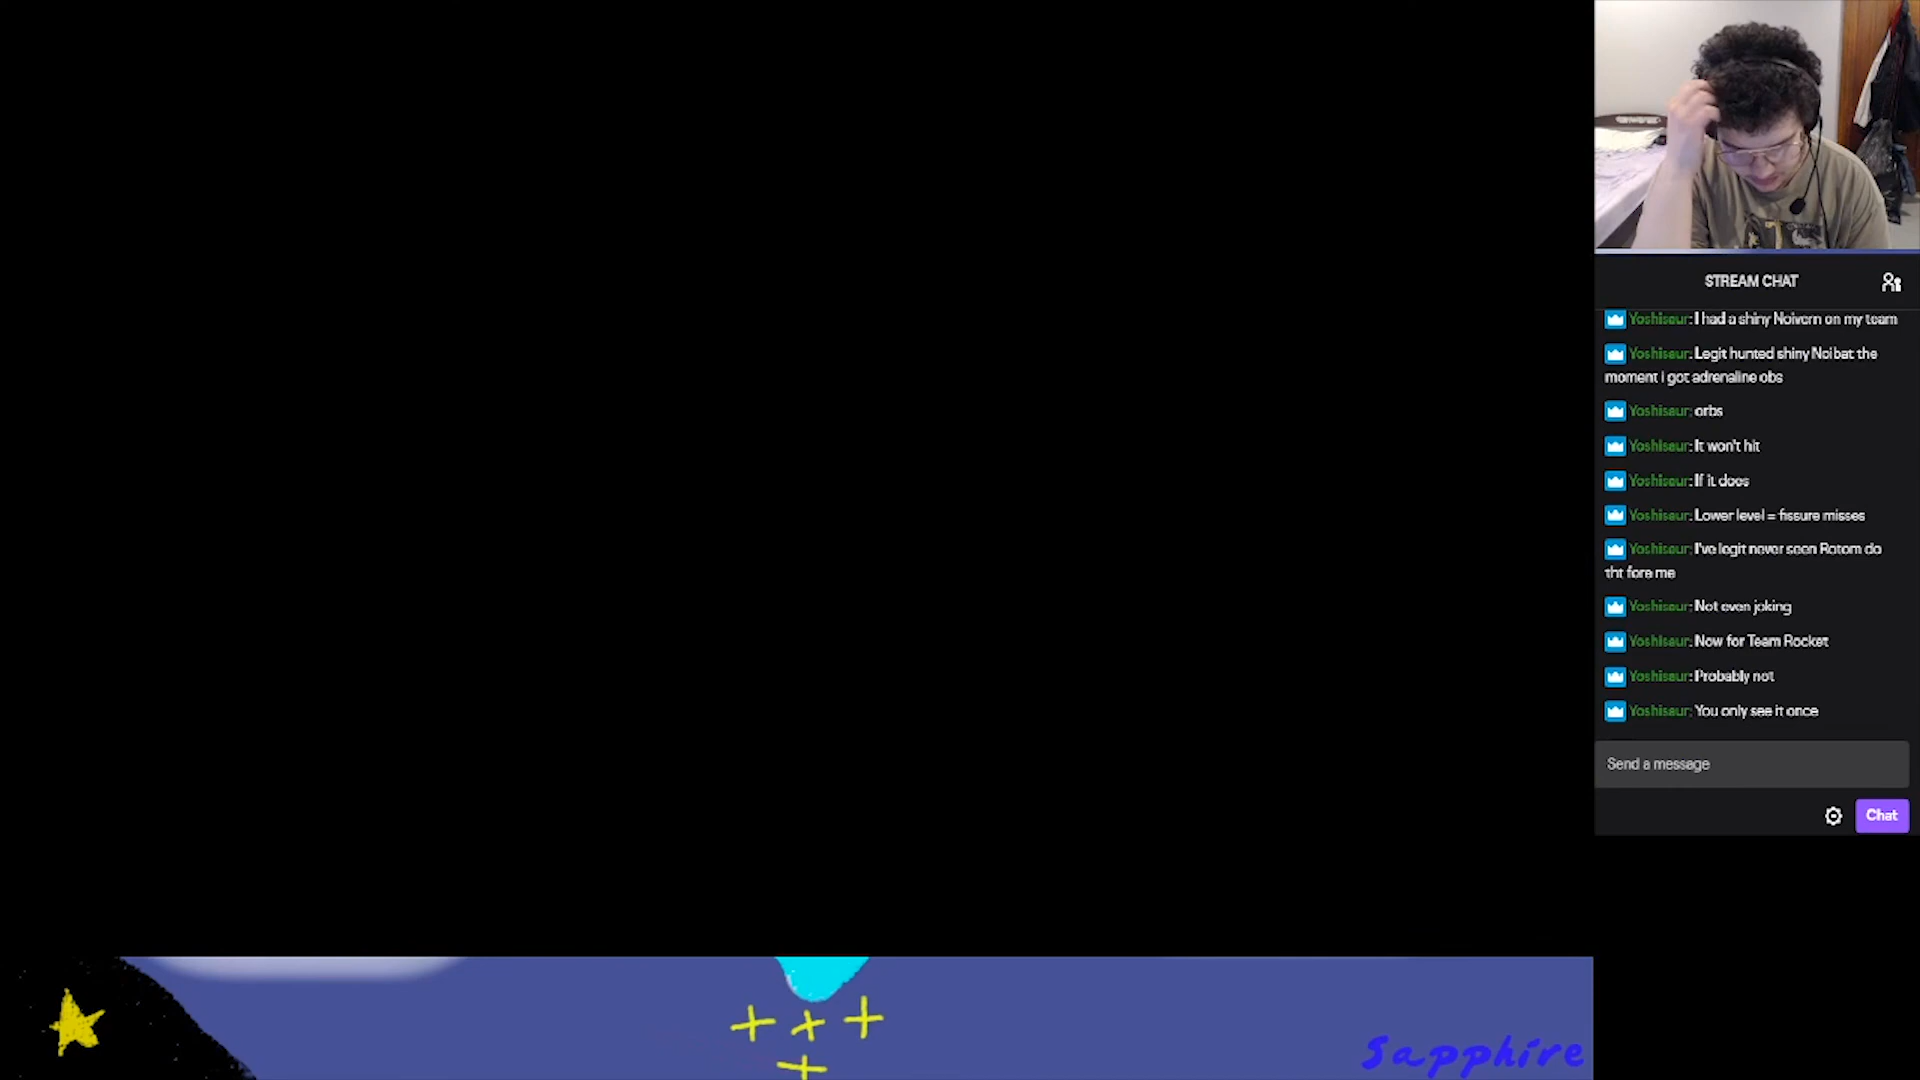 STREAM CHAT
Yoshisaur: I had a shiny Noivern on my team
Yoshisaur: Legit hunted shiny Noibat the
moment i got adrenaline obs
Yoshisaur: orbs
Yoshisaur: It won't hit
Yoshisaur: If it does
Yoshisaur: Lower level = fissure misses
Yoshisaur: I've legit never seen Rotom do
tht fore me
Yoshisaur: Not even joking
Yoshisaur: Now for Team Rocket
Yoshisaur: Probably not
Yoshisaur: You only see it once
Send a message
Chat
Sapphire